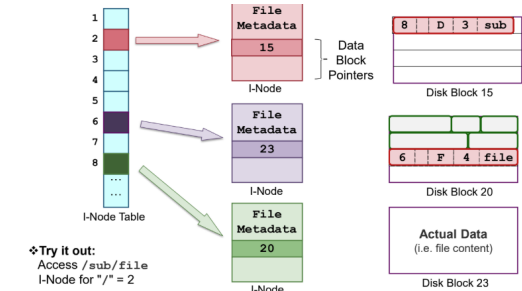 1
2
3
4
5
6
7
8
...
...
I-Node Table
File
Metadata
15
I-Node
File
Metadata
23
I-Node
File
Metadata
20
I-Node
Data
Block
Pointers
8 D 3 sub
Disk Block 15
6 F 4 file
Disk Block 20
Actual Data
(i.e. file content)
Disk Block 23
❖Try it out:
Access /sub/file
I-Node for "/" = 2